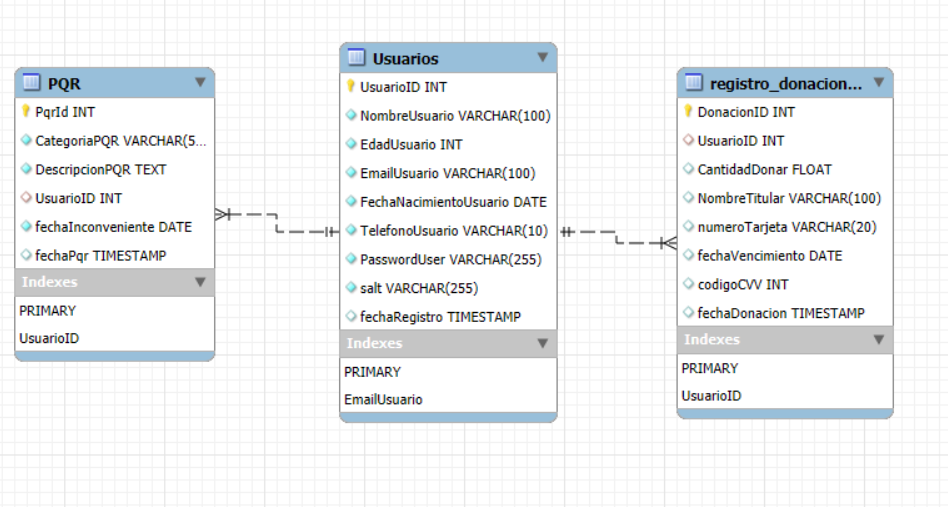 PQR
PqrId INT
CategoriaPQR VARCHAR(5...
DescripcionPQR TEXT
UsuarioID INT
fechaInconveniente DATE
fechaPqr TIMESTAMP
Indexes
PRIMARY
UsuarioID
Usuarios
UsuarioID INT
NombreUsuario VARCHAR(100)
EdadUsuario INT
EmailUsuario VARCHAR(100)
FechaNacimientoUsuario DATE
TelefonoUsuario VARCHAR(10)
PasswordUser VARCHAR(255)
salt VARCHAR(255)
fechaRegistro TIMESTAMP
Indexes
PRIMARY
EmailUsuario
registro_donacion...
DonacionID INT
UsuarioID INT
CantidadDonar FLOAT
NombreTitular VARCHAR(100)
numeroTarjeta VARCHAR(20)
fechaVencimiento DATE
codigoCVV INT
fechaDonacion TIMESTAMP
Indexes
PRIMARY
UsuarioID